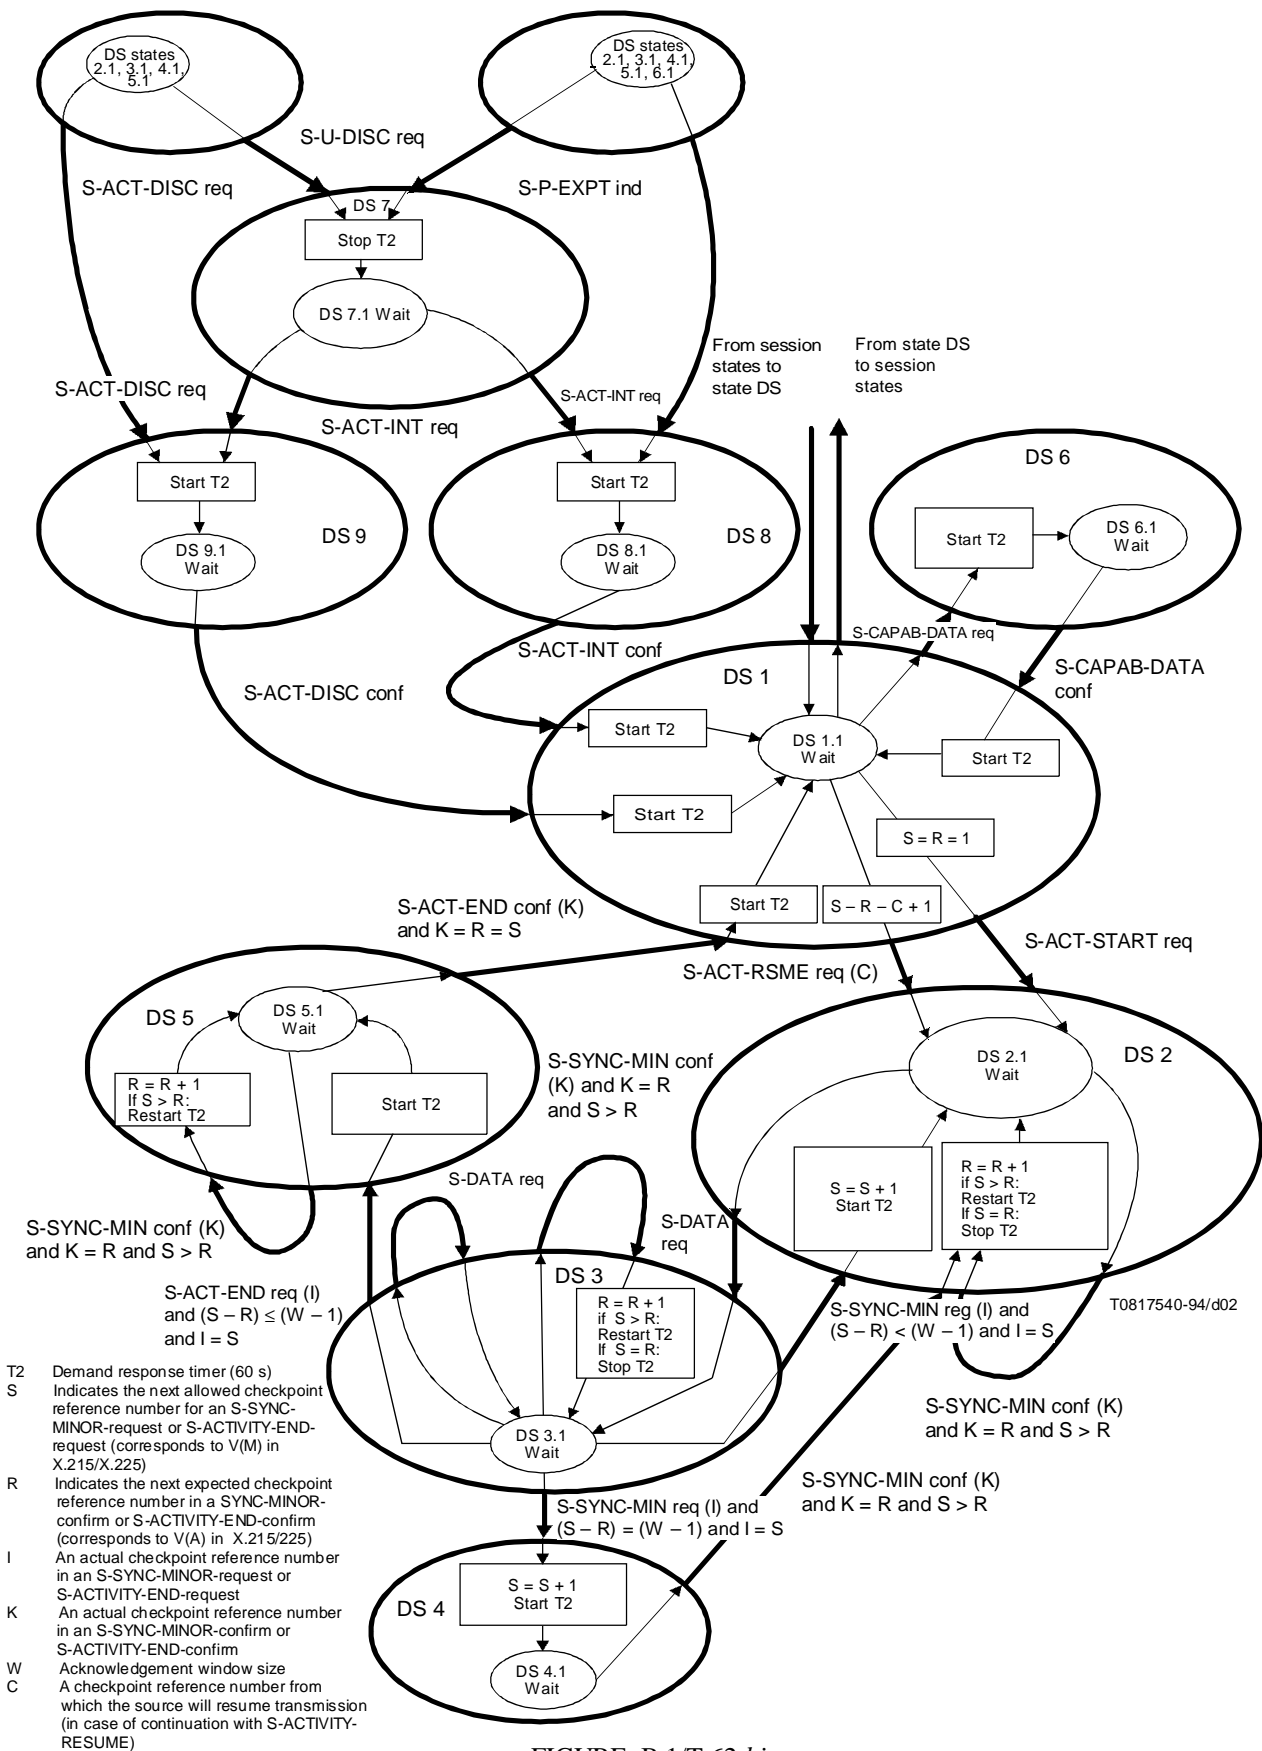 DS states
2.1, 3.1, 4.1,
5.1
DS states
2.1, 3.1, 4.1,
5.1, 6.1
S-U-DISC req
S-ACT-DISC req
S-P-EXPT ind
DS 7
Stop T2
DS 7.1 Wait
From session
states to
state DS
From state DS
to session
states
S-ACT-DISC req
S-ACT-INT req
S-ACT-INT req
DS 6
Start T2
DS 9.1
Wait
DS 9
Start T2
DS 8.1
Wait
DS 8
Start T2
DS 6.1
Wait
S-CAPAB-DATA req
S-ACT-INT conf
S-CAPAB-DATA
conf
S-ACT-DISC conf
DS 1
Start T2
DS 1.1
Wait
Start T2
Start T2
S = R = 1
Start T2
S – R – C + 1
S-ACT-END conf (K)
and K = R = S
S-ACT-START req
S-ACT-RSME req (C)
DS 5
DS 5.1
Wait
R = R + 1
If S > R:
Restart T2
Start T2
S-SYNC-MIN conf
(K) and K = R
and S > R
DS 2.1
Wait
DS 2
S = S + 1
Start T2
R = R + 1
if S > R:
Restart T2
If S = R:
Stop T2
S-DATA req
S-DATA
req
S-SYNC-MIN conf (K)
and K = R and S > R
S-ACT-END req (I)
and (S – R) ≤ (W – 1)
and I = S
DS 3
R = R + 1
if S > R:
Restart T2
If S = R:
Stop T2
DS 3.1
Wait
S-SYNC-MIN reg (I) and
(S – R) < (W – 1) and I = S
T0817540-94/d02
S-SYNC-MIN conf (K)
and K = R and S > R
S-SYNC-MIN conf (K)
and K = R and S > R
S-SYNC-MIN req (I) and
(S – R) = (W – 1) and I = S
DS 4
S = S + 1
Start T2
DS 4.1
Wait
T2 Demand response timer (60 s)
S Indicates the next allowed checkpoint
reference number for an S-SYNC-
MINOR-request or S-ACTIVITY-END-
request (corresponds to V(M) in
X.215/X.225)
R Indicates the next expected checkpoint
reference number in a SYNC-MINOR-
confirm or S-ACTIVITY-END-confirm
(corresponds to V(A) in X.215/225)
I An actual checkpoint reference number
in an S-SYNC-MINOR-request or
S-ACTIVITY-END-request
K An actual checkpoint reference number
in an S-SYNC-MINOR-confirm or
S-ACTIVITY-END-confirm
W Acknowledgement window size
C A checkpoint reference number from
which the source will resume transmission
(in case of continuation with S-ACTIVITY-
RESUME)